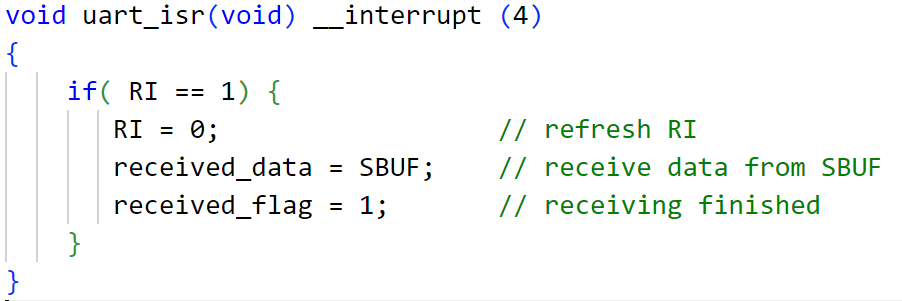 void uart_isr(void) __interrupt (4)
{
    if( RI == 1) {
       RI = 0;                  // refresh RI
       received_data = SBUF;    // receive data from SBUF
       received_flag = 1;       // receiving finished
    }
}